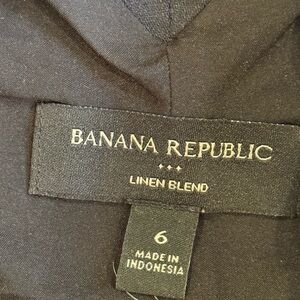 BANANA REPUBLIC
LINEN BLEND
6
MADE IN
INDONESIA